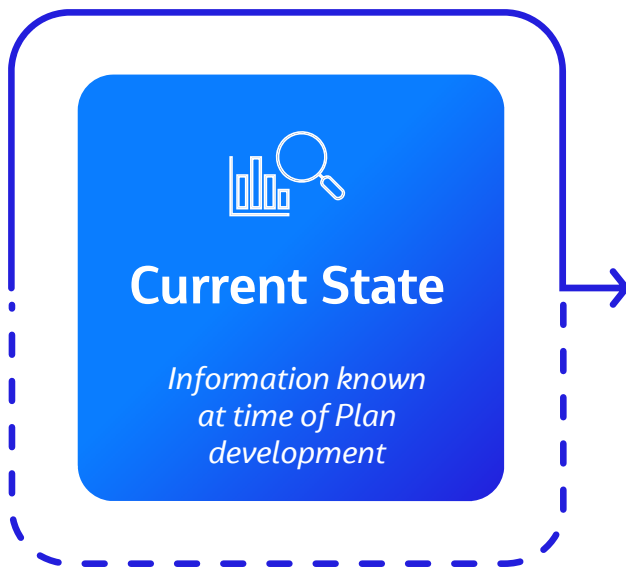 Current State
Information known
at time of Plan
development